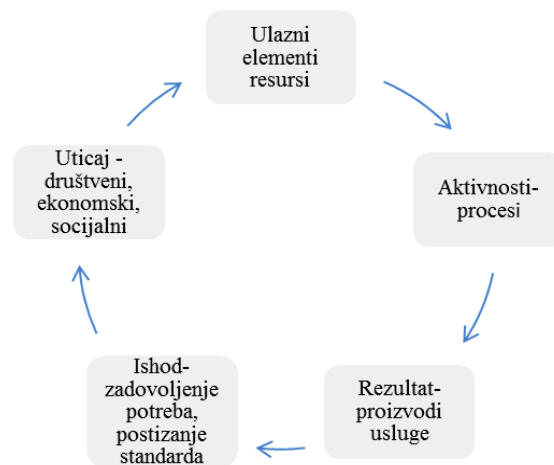 Ulazni
elementi
resursi
Aktivnosti-
procesi
Rezultat-
proizvodi
usluge
Ishod-
zadovoljenje
potreba,
postizanje
standarda
Uticaj -
društveni,
ekonomski,
socijalni